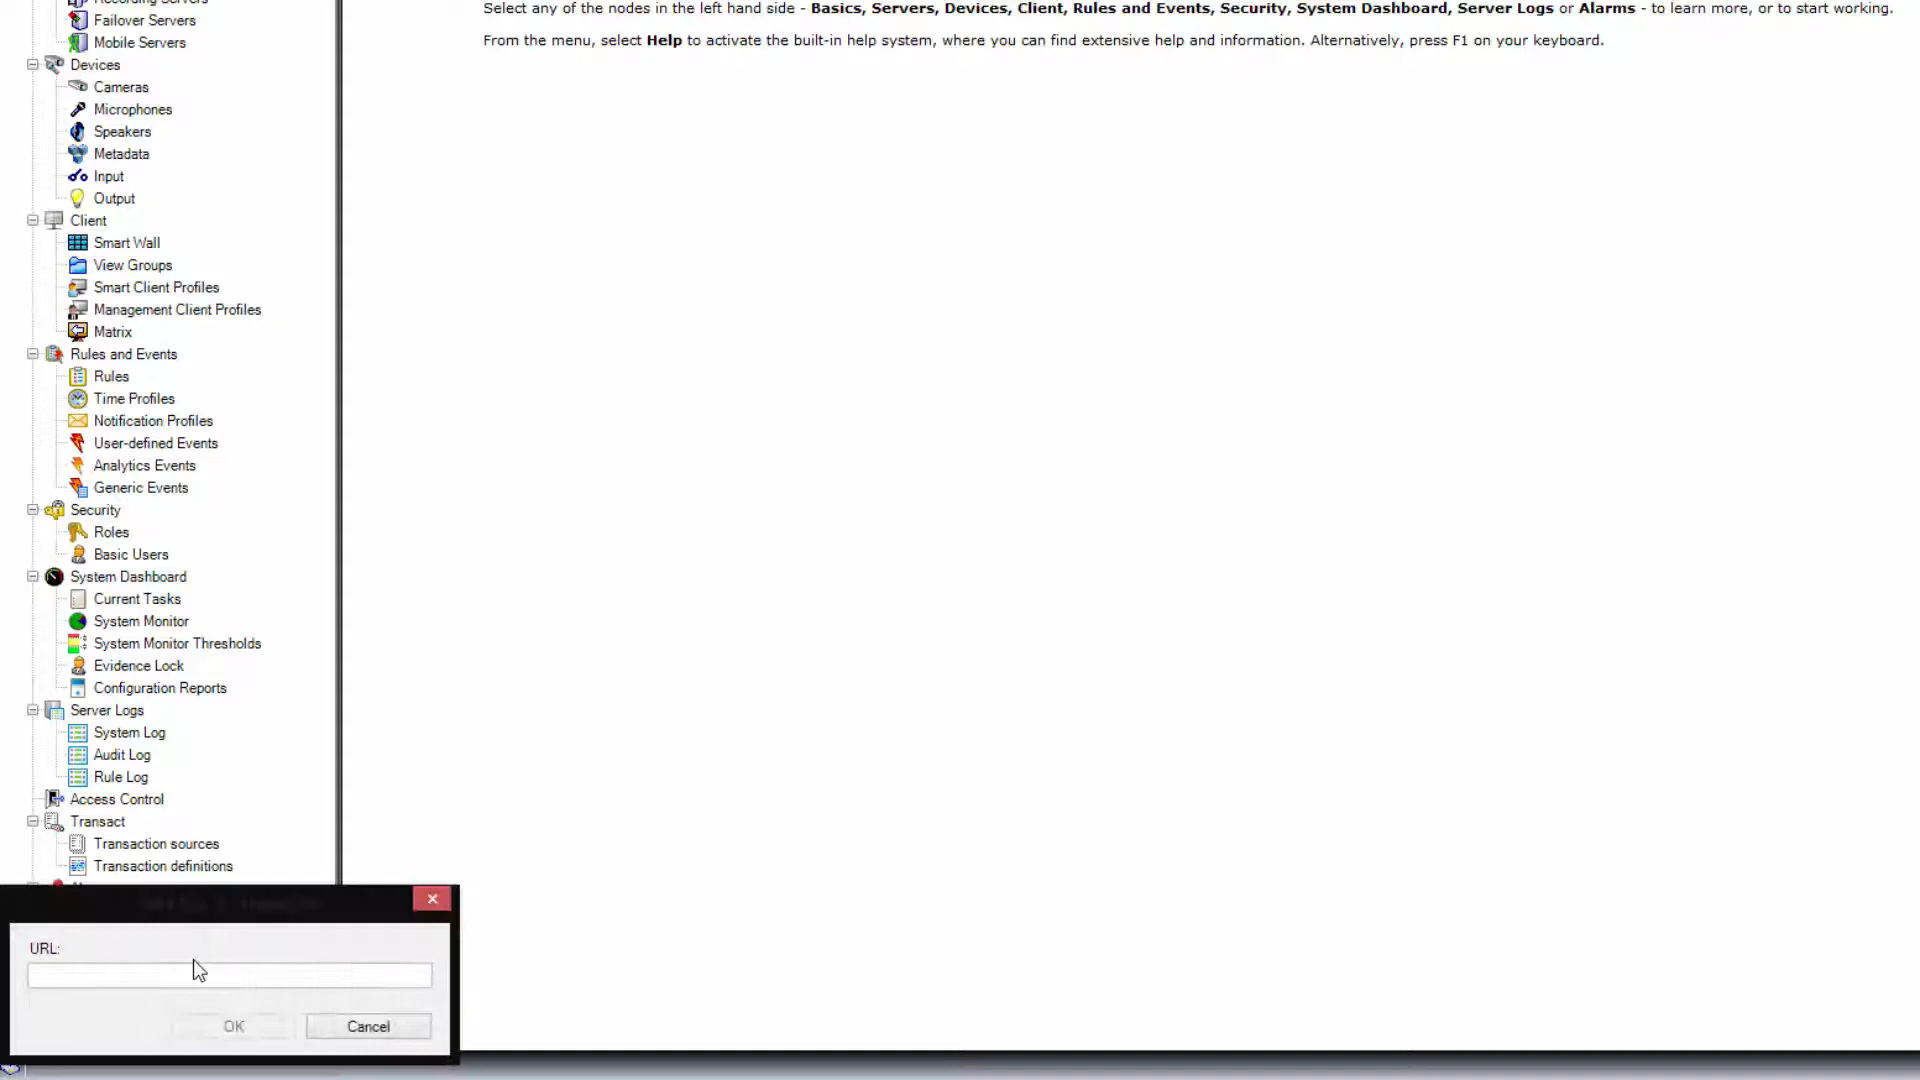 Recording Servers
Select any of the nodes in the left hand side - Basics, Servers, Devices, Client, Rules and Events, Security, System Dashboard, Server Logs or Alarms - to learn more, or to start working.
Failover Servers
From the menu, select Help to activate the built-in help system, where you can find extensive help and information. Alternatively, press F1 on your keyboard.
Mobile Servers
Devices
Cameras
Microphones
Speakers
Metadata
Input
Output
Client
Smart Wall
View Groups
Smart Client Profiles
Management Client Profiles
Matrix
Rules and Events
Rules
Time Profiles
Notification Profiles
User-defined Events
Analytics Events
Generic Events
Security
Roles
Basic Users
System Dashboard
Current Tasks
System Monitor
System Monitor Thresholds
Evidence Lock
Configuration Reports
Server Logs
System Log
Audit Log
Rule Log
Access Control
Transact
Transaction sources
Transaction definitions
URL:
OK
Cancel